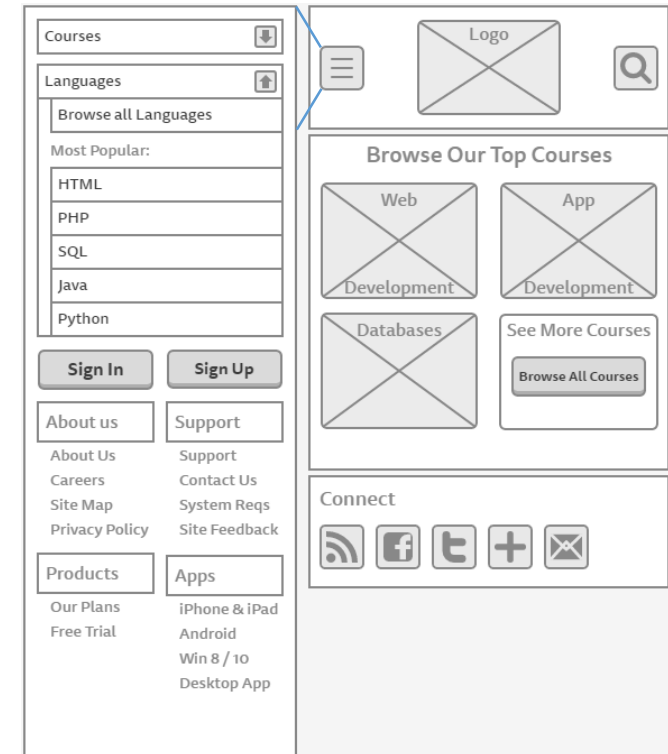 Courses
Languages
Browse all Languages
Most Popular:
HTML
PHP
SQL
Java
Python
Sign In
Sign Up
About us
About Us
Careers
Site Map
Privacy Policy
Support
Support
Contact Us
System Reqs
Site Feedback
Products
Our Plans
Free Trial
Apps
iPhone & iPad
Android
Win 8 / 10
Desktop App
Logo
Browse Our Top Courses
Web
Development
App
Development
Databases
See More Courses
Browse All Courses
Connect